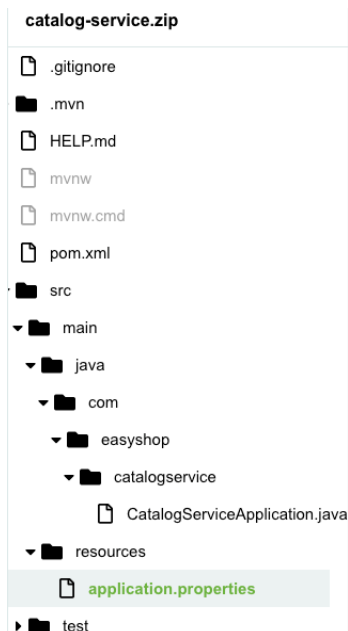 catalog-service.zip
.gitignore
.mvn
HELP.md
mvnw
mvnw.cmd
pom.xml
src
main
java
com
easyshop
catalogservice
CatalogServiceApplication.java
resources
application.properties
test